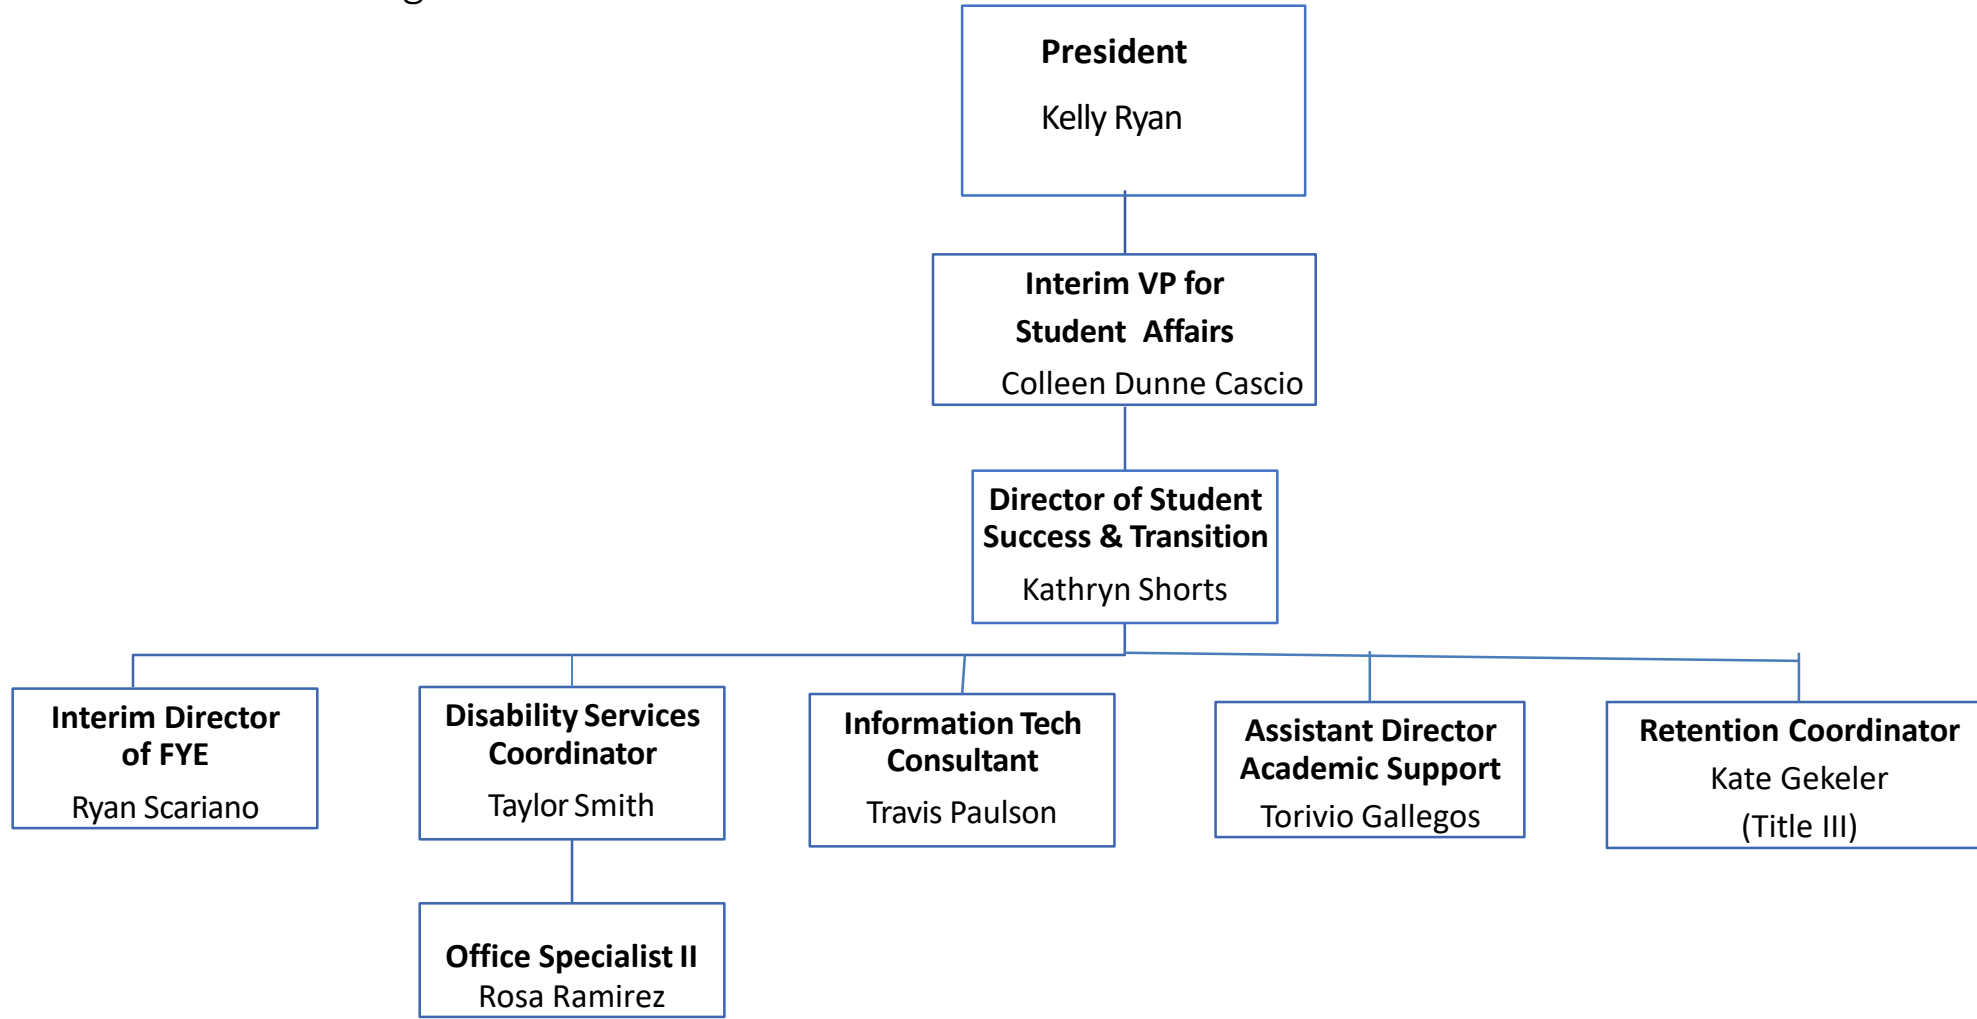 President
Kelly Ryan
Interim VP for
Student Affairs
Colleen Dunne Cascio
Director of Student
Success & Transition
Kathryn Shorts
Interim Director
of FYE
Ryan Scariano
Disability Services
Coordinator
Taylor Smith
Information Tech
Consultant
Travis Paulson
Assistant Director
Academic Support
Torivio Gallegos
Retention Coordinator
Kate Gekeler
(Title III)
Office Specialist II
Rosa Ramirez